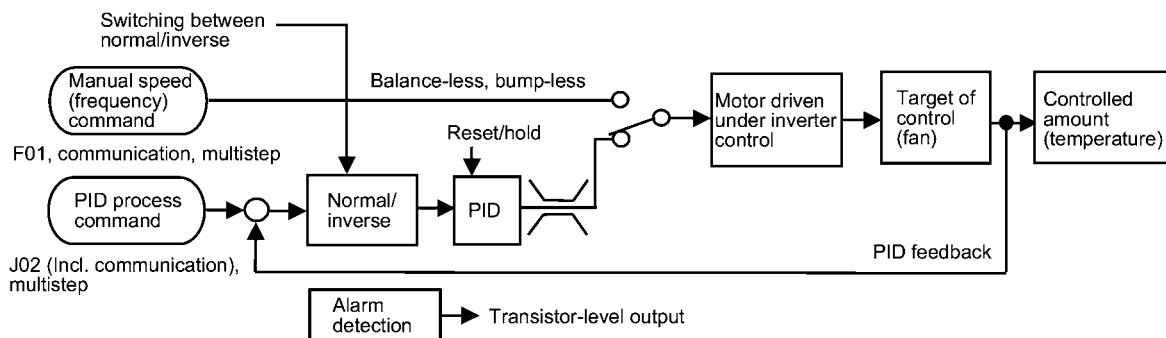 Switching between
normal/inverse
Manual speed
(frequency)
command
Balance-less, bump-less
F01, communication, multistep
Reset/hold
Motor driven
under inverter
control
Target of
control
(fan)
Controlled
amount
(temperature)
PID process
command
Normal/
inverse
PID
J02 (Incl. communication),
multistep
PID feedback
Alarm
detection
Transistor-level output